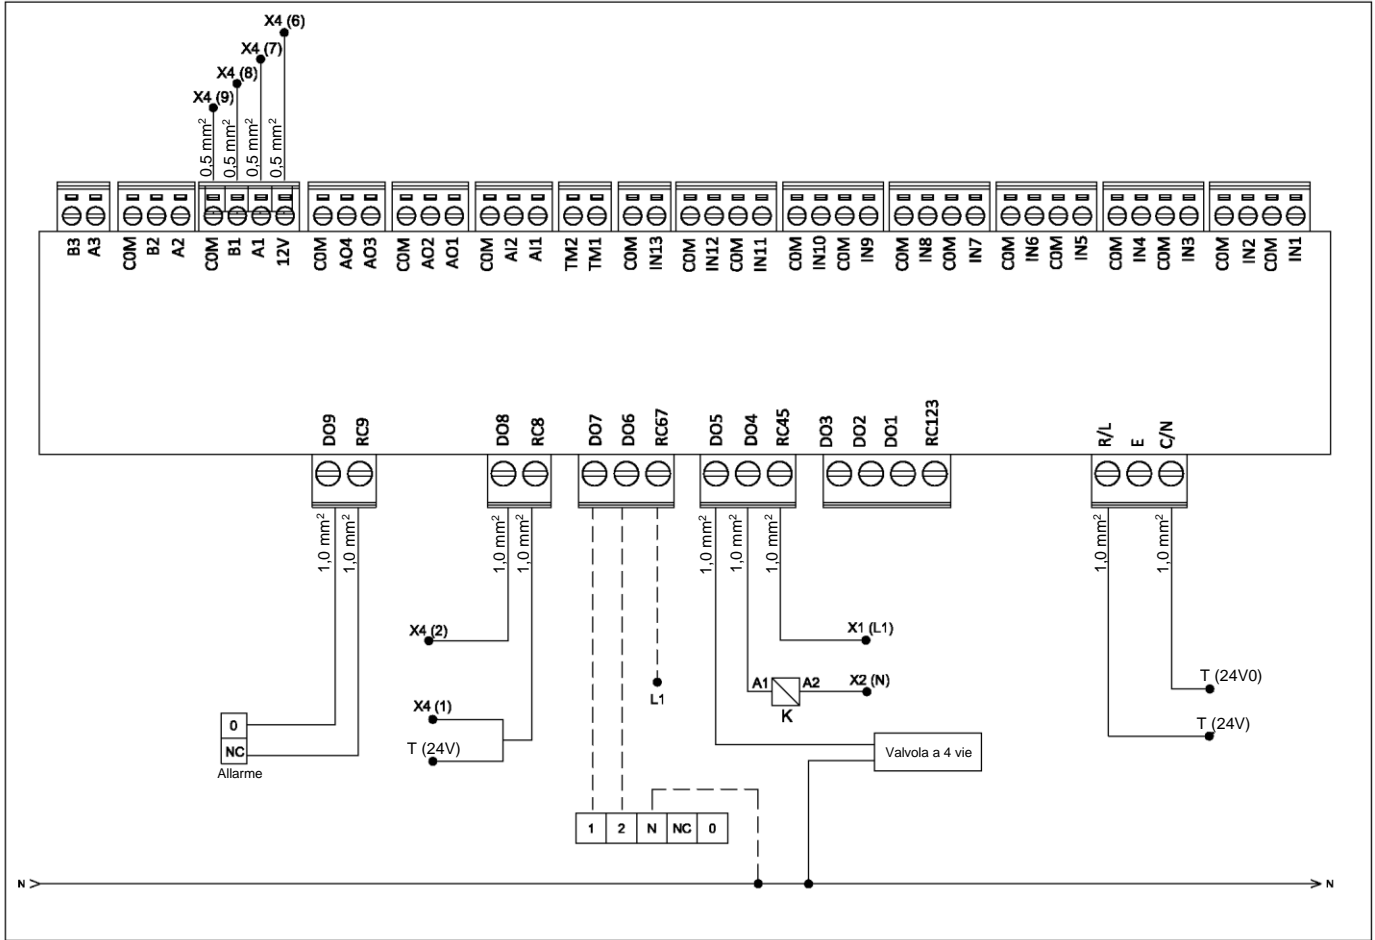 X4 (6)
X4 (7)
X4 (8)
X4 (9)
0,5 mm²
0,5 mm²
0,5 mm²
0,5 mm²
B3
A3
COM
B2
A2
COM
B1
A1
12V
COM
AO4
AO3
COM
AO2
AO1
COM
AI2
AI1
TM2
TM1
COM
IN13
COM
IN12
COM
IN11
COM
IN10
COM
IN9
COM
IN8
COM
IN7
COM
IN6
COM
IN5
COM
IN4
COM
IN3
COM
IN2
COM
IN1
DO9
RC9
DO8
RC8
DO7
DO6
RC67
DO5
DO4
RC45
DO3
DO2
DO1
RC123
R/L
E
C/N
1,0 mm²
1,0 mm²
1,0 mm²
1,0 mm²
1,0 mm²
1,0 mm²
1,0 mm²
1,0 mm²
1,0 mm²
X4 (2)
X1 (L1)
A1
A2
X2 (N)
K
L1
T (24V0)
X4 (1)
T (24V)
T (24V)
0
NC
Allarme
Valvola a 4 vie
1 2 N NC 0
N
N